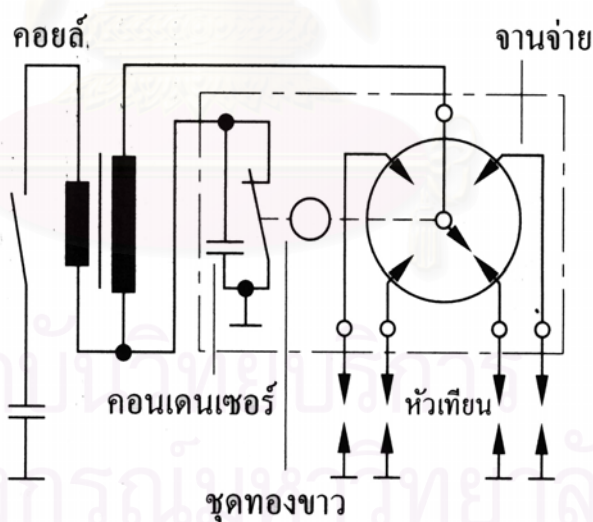 คอยล์
จานจ่าย
คอนเดนเซอร์
หัวเทียน
ชุดทองขาว